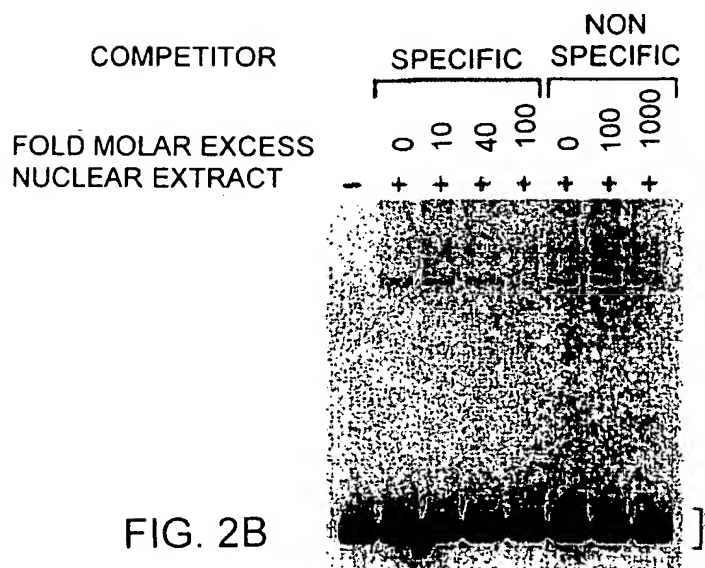 NON
COMPETITOR SPECIFIC SPECIFIC
FOLD MOLAR EXCESS 0 10 40 100 0 100 1000
NUCLEAR EXTRACT - + + + + + + +
FIG. 2B